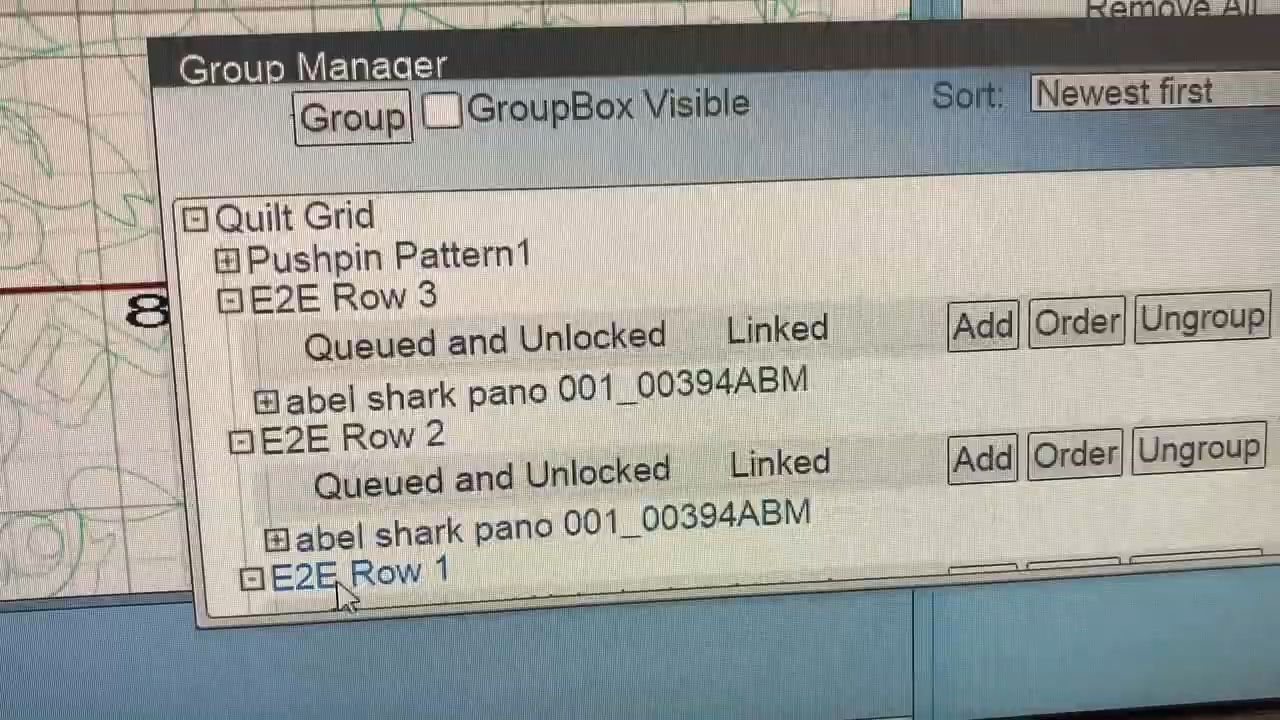 Remove All
Group Manager
Group GroupBox Visible Sort: Newest first
Quilt Grid
Pushpin Pattern1
E2E Row 3
8
Queued and Unlocked Linked Add Order Ungroup
abel shark pano 001_00394ABM
E2E Row 2
Queued and Unlocked Linked Add Order Ungroup
abel shark pano 001_00394ABM
E2E Row 1